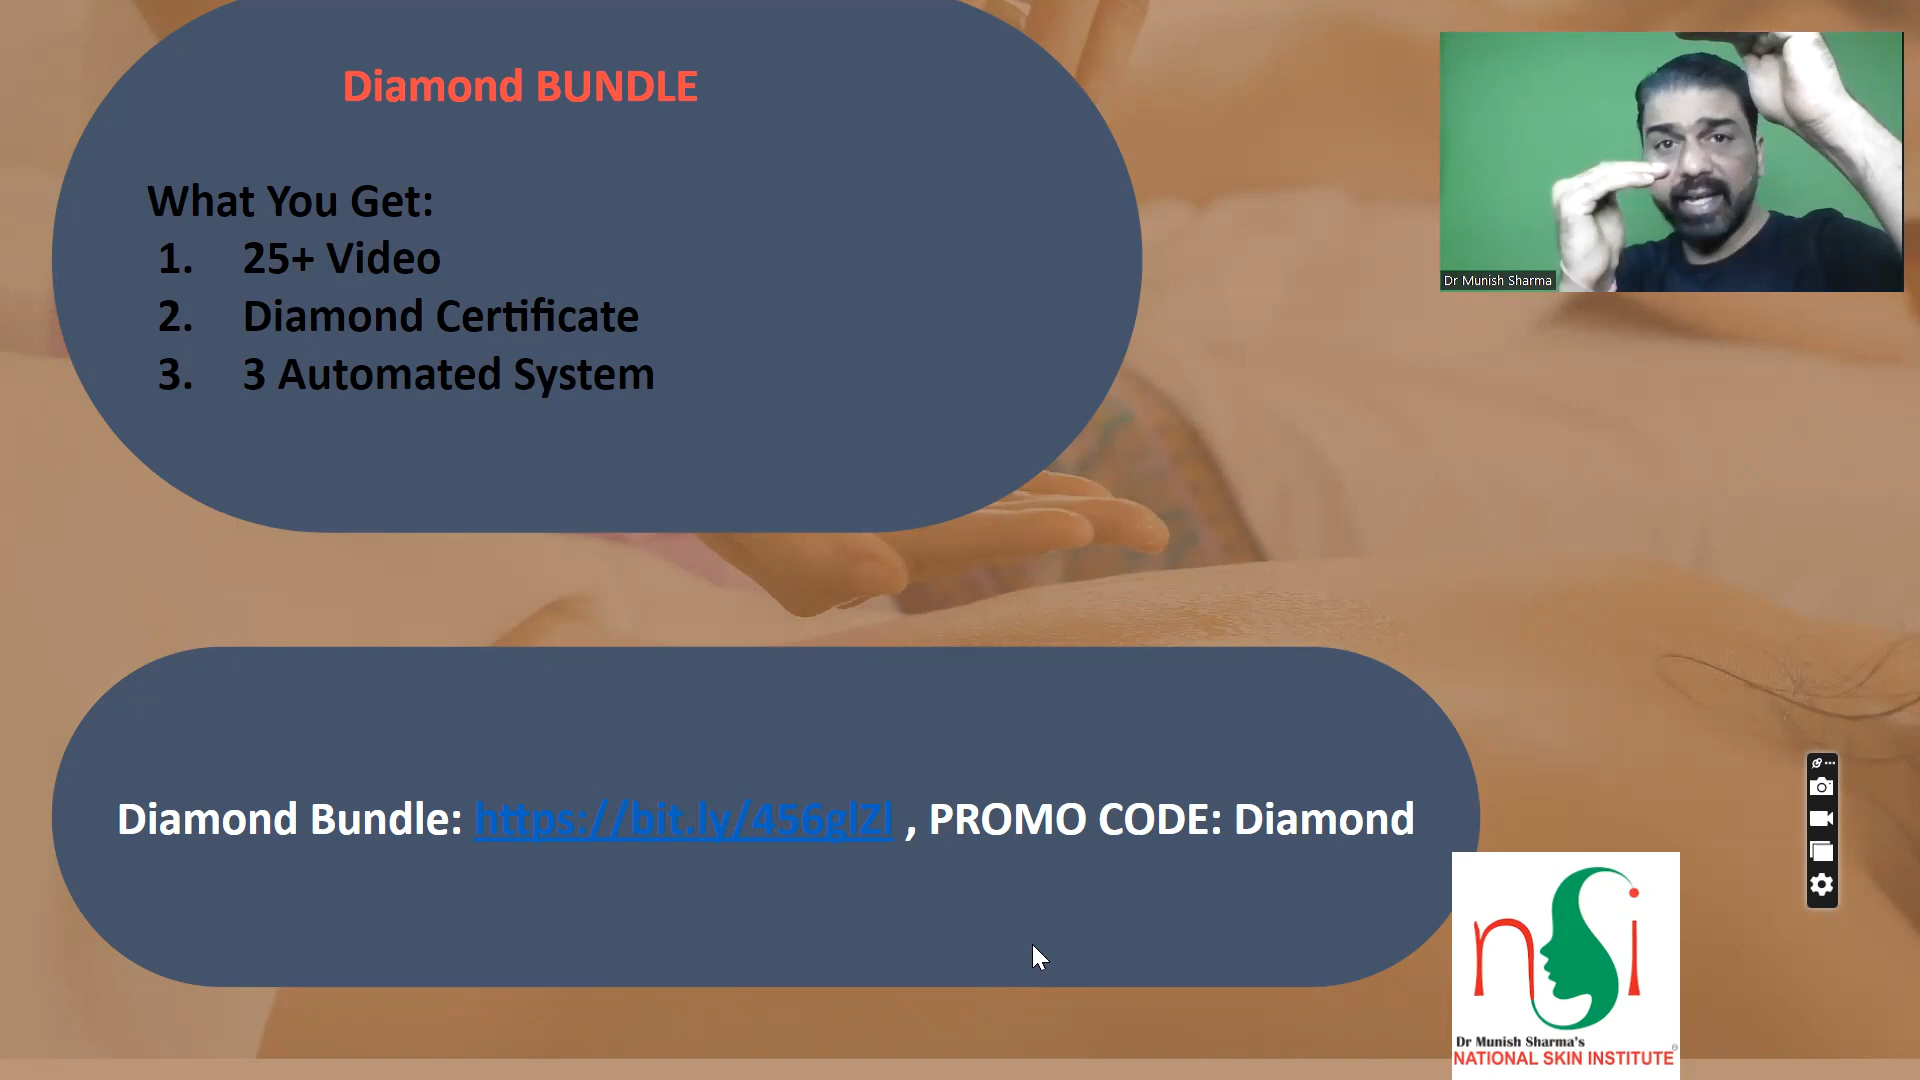 Diamond BUNDLE
What You Get:
1. 25+ Video
2. Diamond Certificate
3. 3 Automated System
Dr Munish Sharma
Diamond Bundle: https://bit.ly/456glZl , PROMO CODE: Diamond
nSi
Dr Munish Sharma's
NATIONAL SKIN INSTITUTE